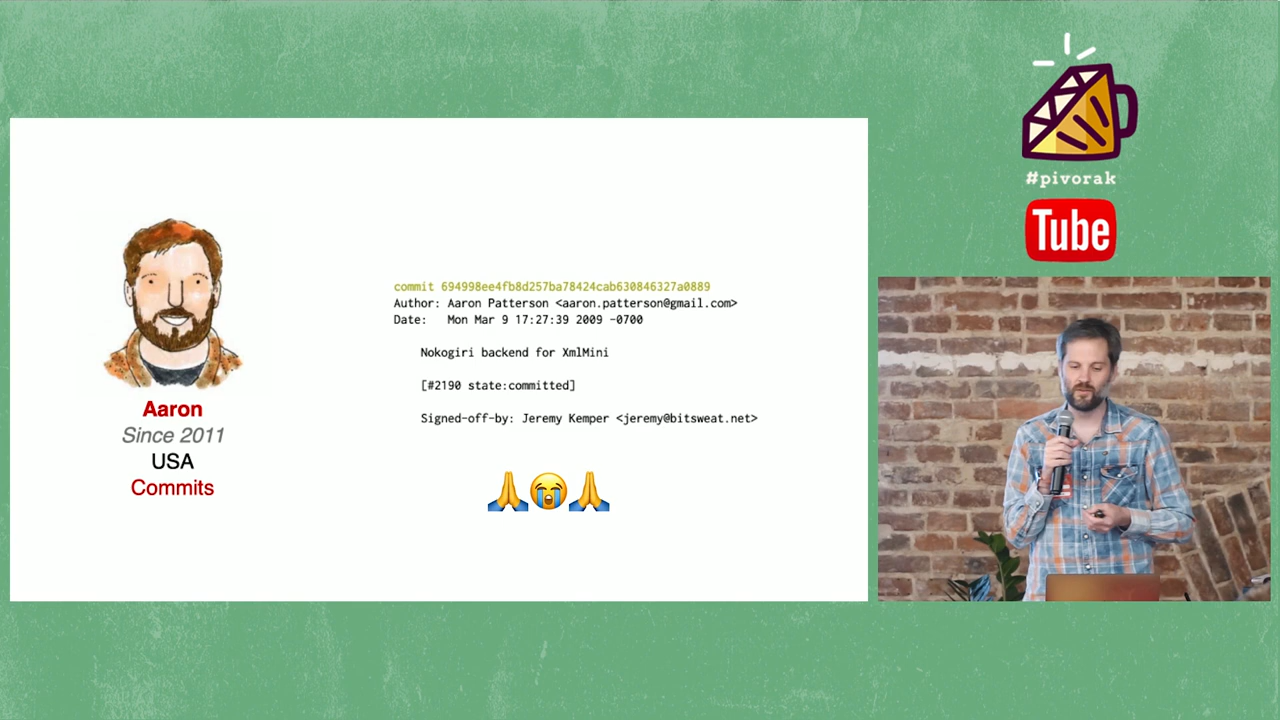 #pivorak
Tube
commit 694998ee4fb8d257ba78424cab630846327a0889
Author: Aaron Patterson <aaron.patterson@gmail.com>
Date: Mon Mar 9 17:27:39 2009 -0700
Nokogiri backend for XmlMini
[#2190 state:committed]
Signed-off-by: Jeremy Kemper <jeremy@bitsweat.net>
Aaron
Since 2011
USA
Commits